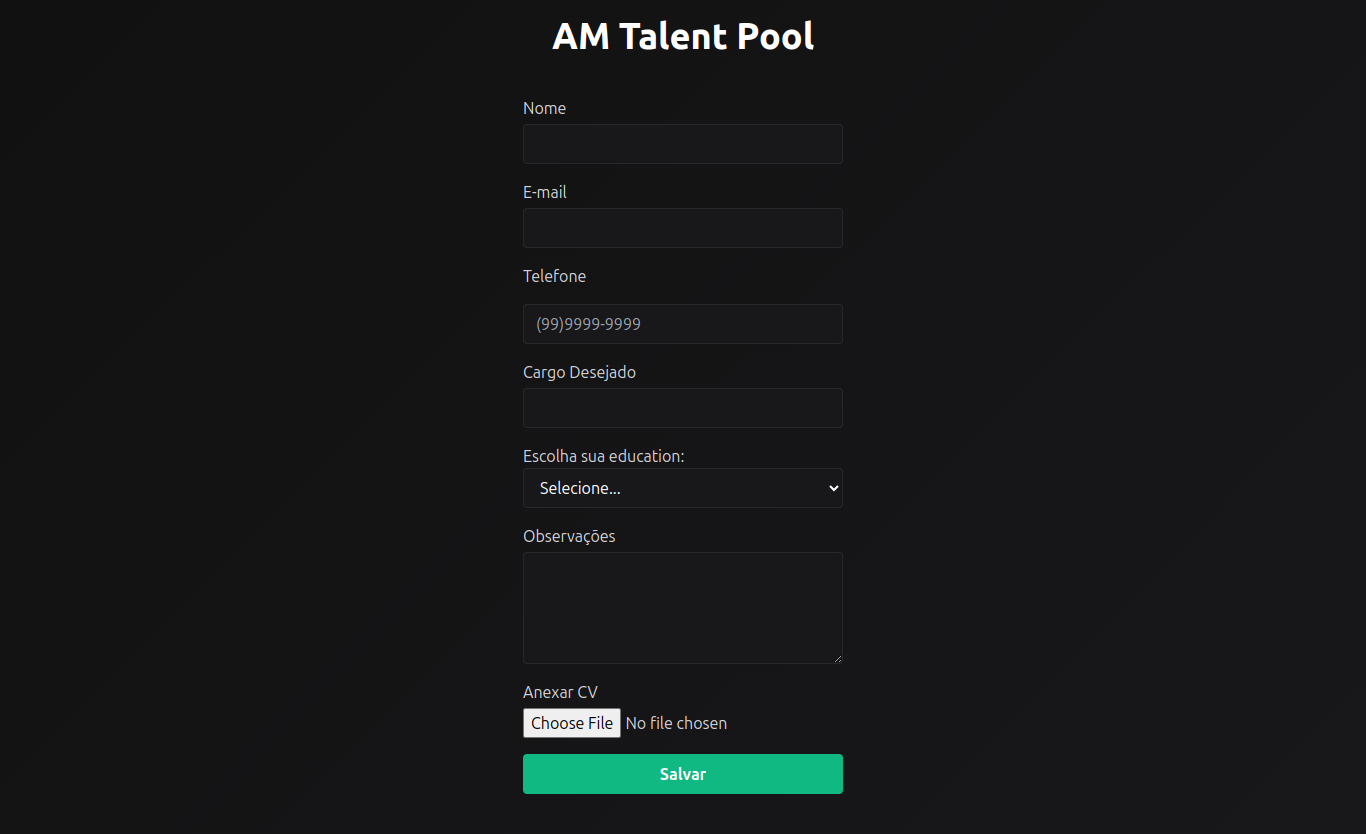 AM Talent Pool
Nome
E-mail
Telefone
(99)9999-9999
Cargo Desejado
Escolha sua education:
Selecione...
Observações
Anexar CV
Choose File No file chosen
Salvar